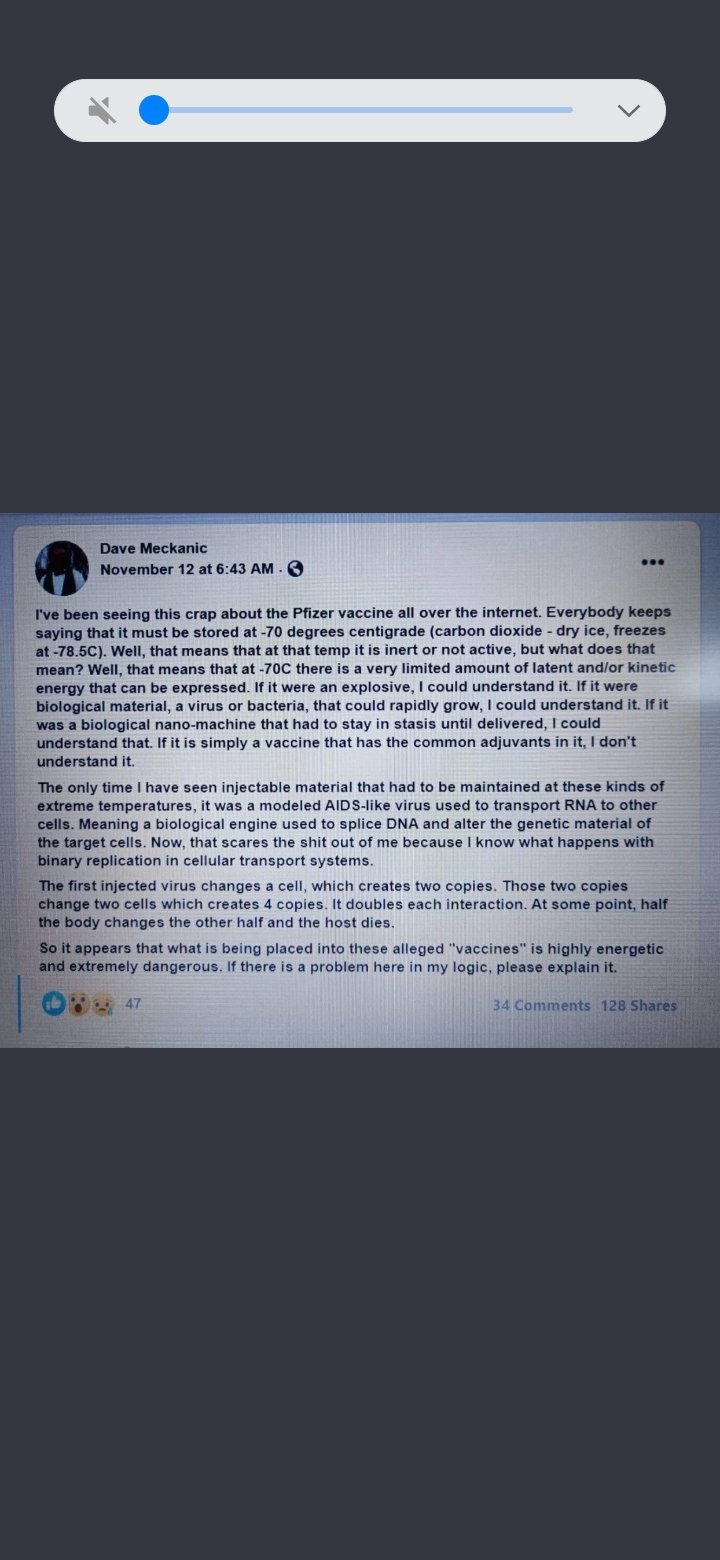 Dave Meckanic
November 12 at 6:43 AM ·
I've been seeing this crap about the Pfizer vaccine all over the internet. Everybody keeps
saying that it must be stored at -70 degrees centigrade (carbon dioxide - dry ice, freezes
at -78.5C). Well, that means that at that temp it is inert or not active, but what does that
mean? Well, that means that at -70C there is a very limited amount of latent and/or kinetic
energy that can be expressed. If it were an explosive, I could understand it. If it were
biological material, a virus or bacteria, that could rapidly grow, I could understand it. If it
was a biological nano-machine that had to stay in stasis until delivered, I could
understand that. If it is simply a vaccine that has the common adjuvants in it, I don't
understand it.
The only time I have seen injectable material that had to be maintained at these kinds of
extreme temperatures, it was a modeled AIDS-like virus used to transport RNA to other
cells. Meaning a biological engine used to splice DNA and alter the genetic material of
the target cells. Now, that scares the shit out of me because I know what happens with
binary replication in cellular transport systems.
The first injected virus changes a cell, which creates two copies. Those two copies
change two cells which creates 4 copies. It doubles each interaction. At some point, half
the body changes the other half and the host dies.
So it appears that what is being placed into these alleged "vaccines" is highly energetic
and extremely dangerous. If there is a problem here in my logic, please explain it.
47
34 Comments 128 Shares